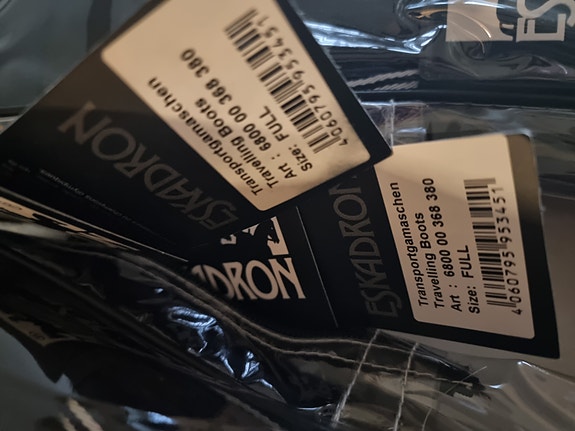 ESKADRON
Transportgamaschen
Travelling Boots
Art : 6800 00 368 380
Size: FULL
4060795953451
ESKADRON
Transportgamaschen
Travelling Boots
Art : 6800 00 368 380
Size: FULL
4060795953451
DRON
ES